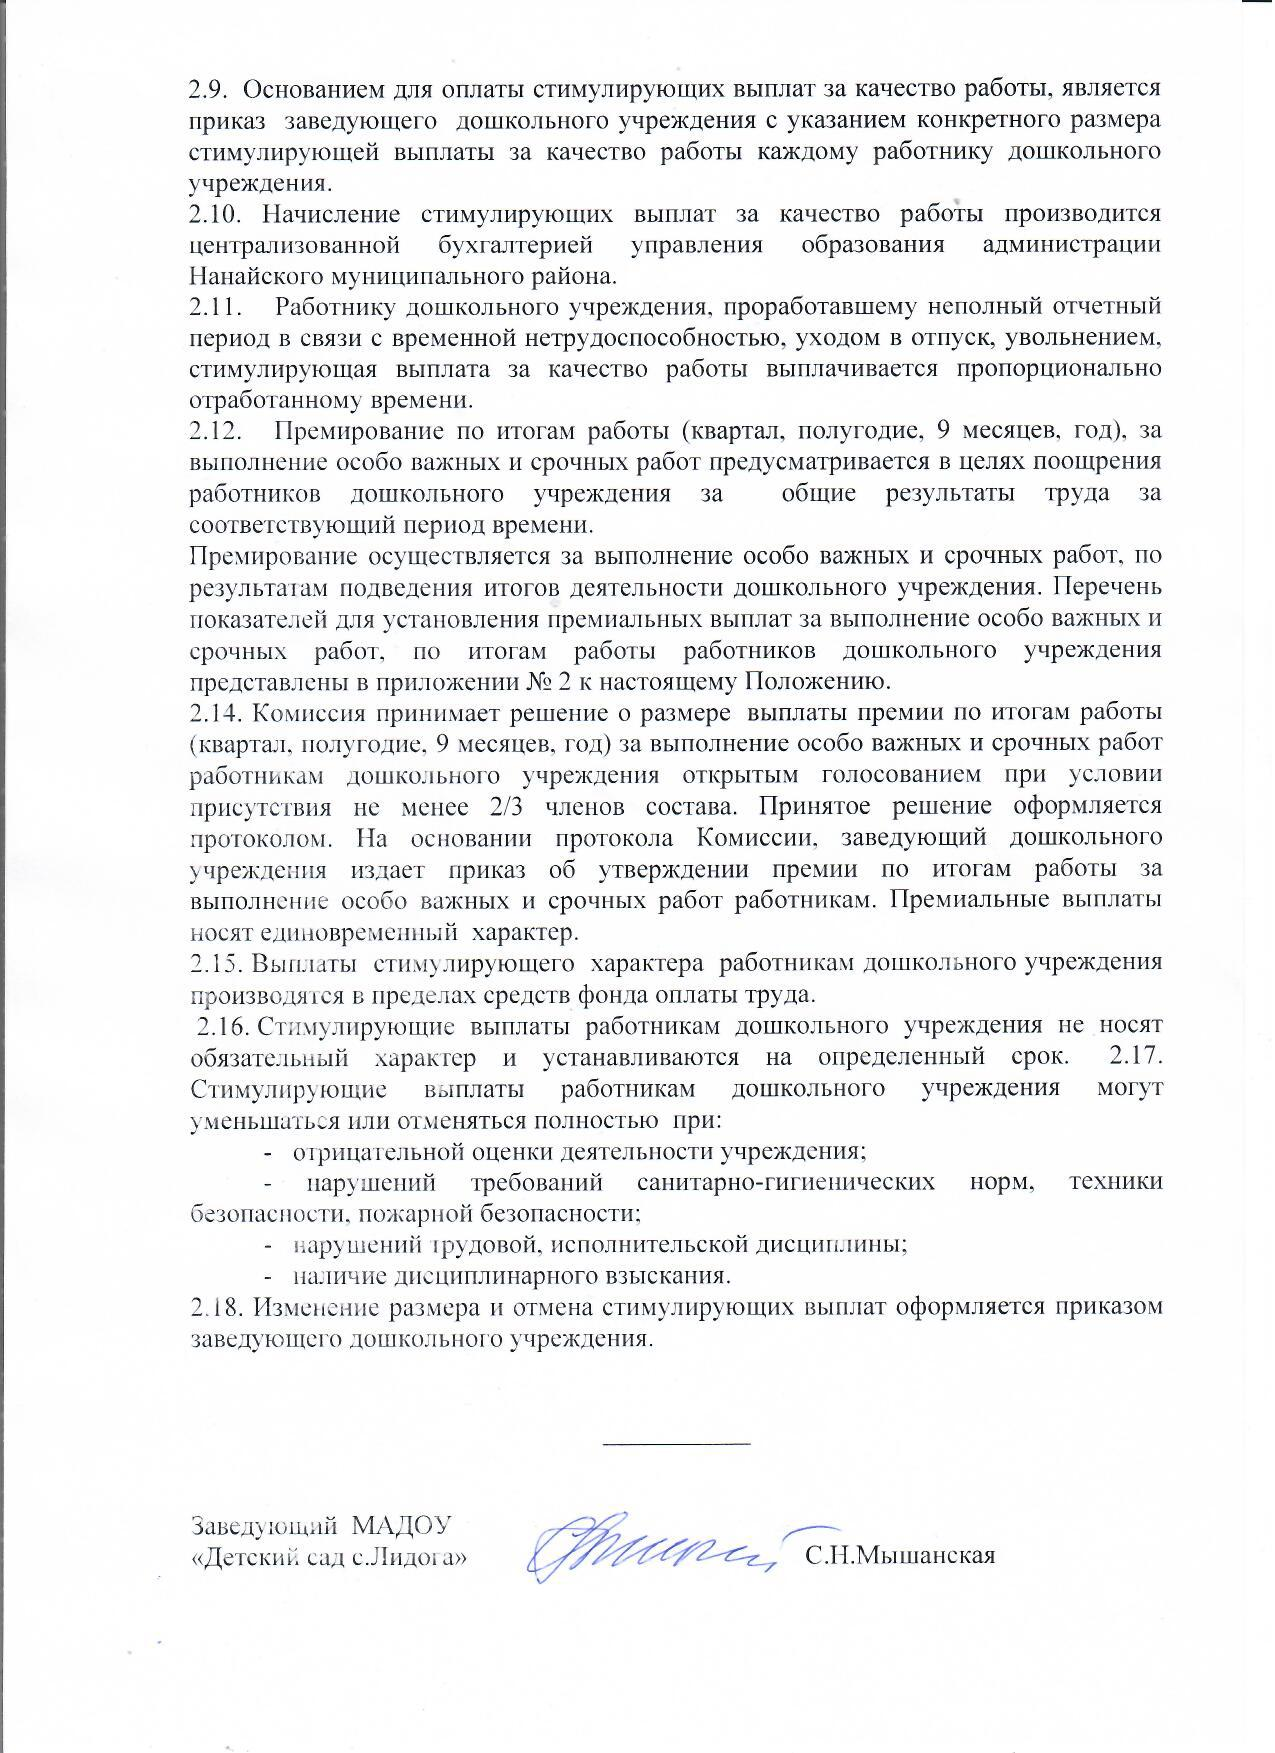 2.9. Основанием для оплаты стимулирующих выплат за качество работы, является
приказ заведующего дошкольного учреждения с указанием конкретного размера
стимулирующей выплаты за качество работы каждому работнику дошкольного
учреждения.
2.10. Начисление стимулирующих выплат за качество работы производится
централизованной бухгалтерией управления образования администрации
Нанайского муниципального района.
2.11. Работнику дошкольного учреждения, проработавшему неполный отчетный
период в связи с временной нетрудоспособностью, уходом в отпуск, увольнением,
стимулирующая выплата за качество работы выплачивается пропорционально
отработанному времени.
2.12. Премирование по итогам работы (квартал, полугодие, 9 месяцев, год), за
выполнение особо важных и срочных работ предусматривается в целях поощрения
работников дошкольного учреждения за общие результаты труда за
соответствующий период времени.
Премирование осуществляется за выполнение особо важных и срочных работ, по
результатам подведения итогов деятельности дошкольного учреждения. Перечень
показателей для установления премиальных выплат за выполнение особо важных и
срочных работ, по итогам работы работников дошкольного учреждения
представлены в приложении № 2 к настоящему Положению.
2.14. Комиссия принимает решение о размере выплаты премии по итогам работы
(квартал, полугодие, 9 месяцев, год) за выполнение особо важных и срочных работ
работникам дошкольного учреждения открытым голосованием при условии
присутствия не менее 2/3 членов состава. Принятое решение оформляется
протоколом. На основании протокола Комиссии, заведующий дошкольного
учреждения издает приказ об утверждении премии по итогам работы за
выполнение особо важных и срочных работ работникам. Премиальные выплаты
носят единовременный характер.
2.15. Выплаты стимулирующего характера работникам дошкольного учреждения
производятся в пределах средств фонда оплаты труда.
2.16. Стимулирующие выплаты работникам дошкольного учреждения не носят
обязательный характер и устанавливаются на определенный срок. 2.17.
Стимулирующие выплаты работникам дошкольного учреждения могут
уменьшаться или отменяться полностью при:
- отрицательной оценки деятельности учреждения;
- нарушений требований санитарно-гигиенических норм, техники
безопасности, пожарной безопасности;
- нарушений трудовой, исполнительской дисциплины;
- наличие дисциплинарного взыскания.
2.18. Изменение размера и отмена стимулирующих выплат оформляется приказом
заведующего дошкольного учреждения.
Заведующий МАДОУ
«Детский сад с.Лидога» С.Н.Мышанская